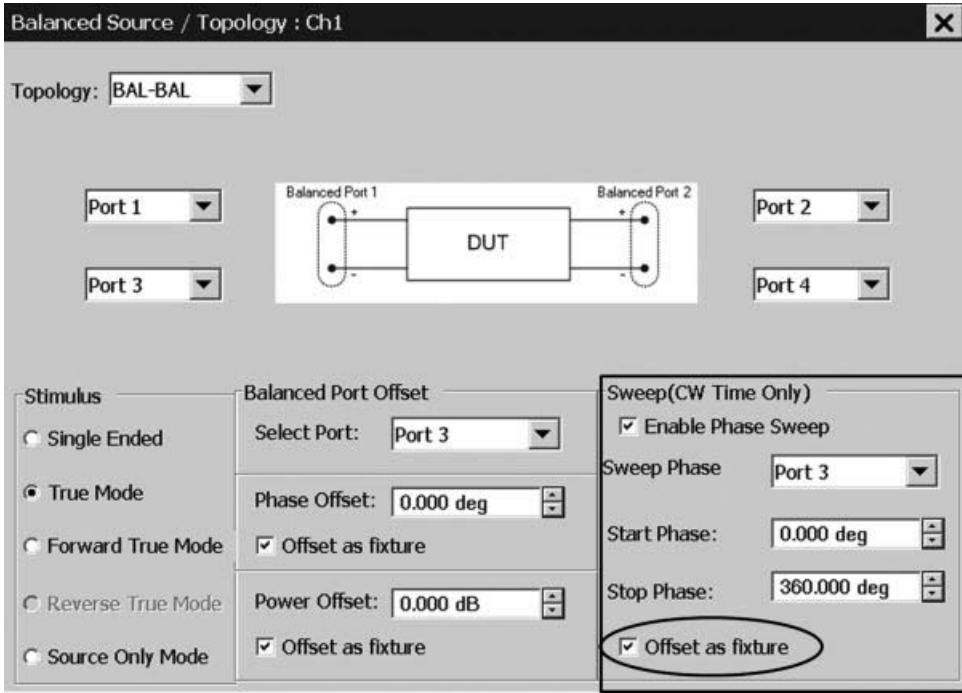 Balanced Source / Topology : Ch1
Topology: BAL-BAL
Port 1
Port 3
Balanced Port 1
Balanced Port 2
+
+
DUT
-
-
Port 2
Port 4
Stimulus
Single Ended
True Mode
Forward True Mode
Reverse True Mode
Source Only Mode
Balanced Port Offset
Select Port: Port 3
Phase Offset: 0.000 deg
Offset as fixture
Power Offset: 0.000 dB
Offset as fixture
Sweep(CW Time Only)
Enable Phase Sweep
Sweep Phase Port 3
Start Phase: 0.000 deg
Stop Phase: 360.000 deg
Offset as fixture